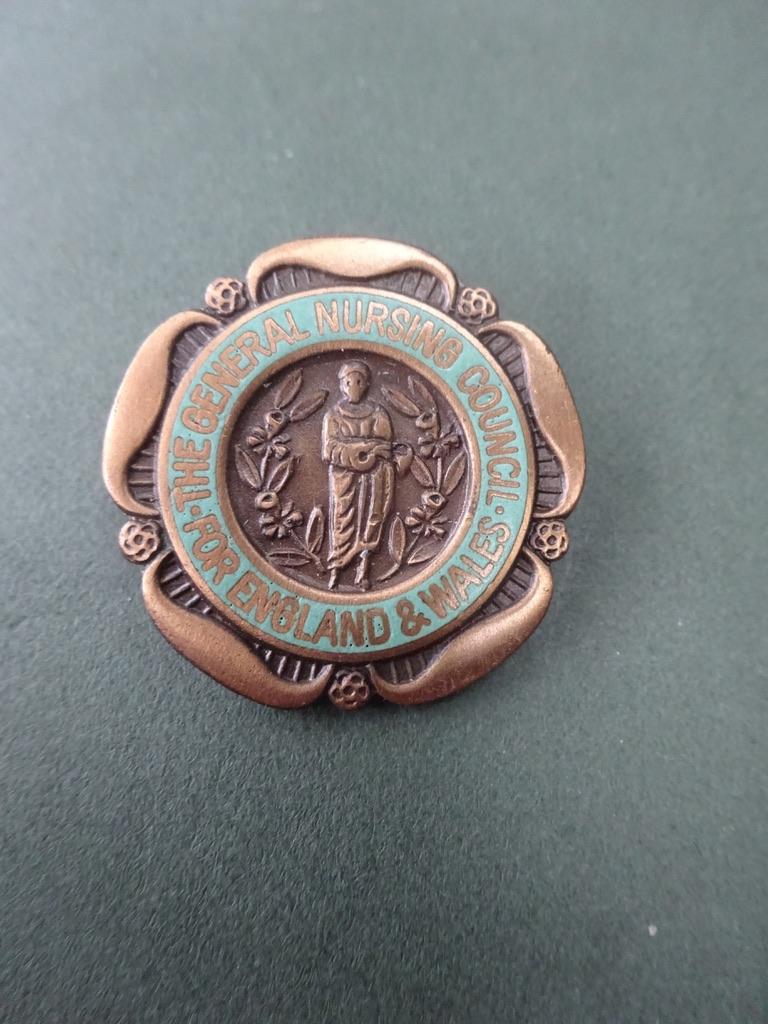 · THE GENERAL NURSING COUNCIL ·
FOR ENGLAND & WALES